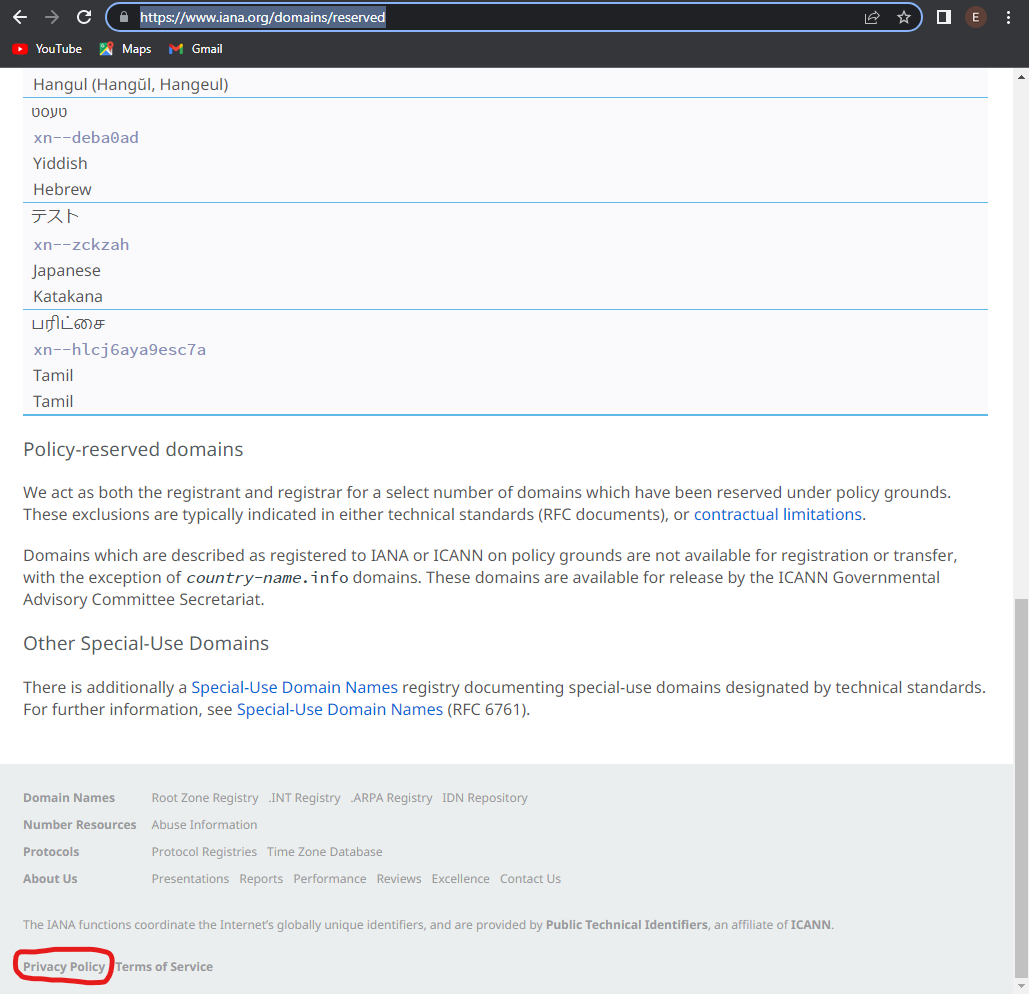 https://www.iana.org/domains/reserved
E
YouTube Maps Gmail
Hangul (Hangŭl, Hangeul)
טעסט
xn--deba0ad
Yiddish
Hebrew
テスト
xn--zckzah
Japanese
Katakana
பரிட்சை
xn--hlcj6aya9esc7a
Tamil
Tamil
Policy-reserved domains
We act as both the registrant and registrar for a select number of domains which have been reserved under policy grounds.
These exclusions are typically indicated in either technical standards (RFC documents), or contractual limitations.
Domains which are described as registered to IANA or ICANN on policy grounds are not available for registration or transfer,
with the exception of country-name.info domains. These domains are available for release by the ICANN Governmental
Advisory Committee Secretariat.
Other Special-Use Domains
There is additionally a Special-Use Domain Names registry documenting special-use domains designated by technical standards.
For further information, see Special-Use Domain Names (RFC 6761).
Domain Names Root Zone Registry .INT Registry .ARPA Registry IDN Repository
Number Resources Abuse Information
Protocols Protocol Registries Time Zone Database
About Us Presentations Reports Performance Reviews Excellence Contact Us
The IANA functions coordinate the Internet’s globally unique identifiers, and are provided by Public Technical Identifiers, an affiliate of ICANN.
Privacy Policy Terms of Service